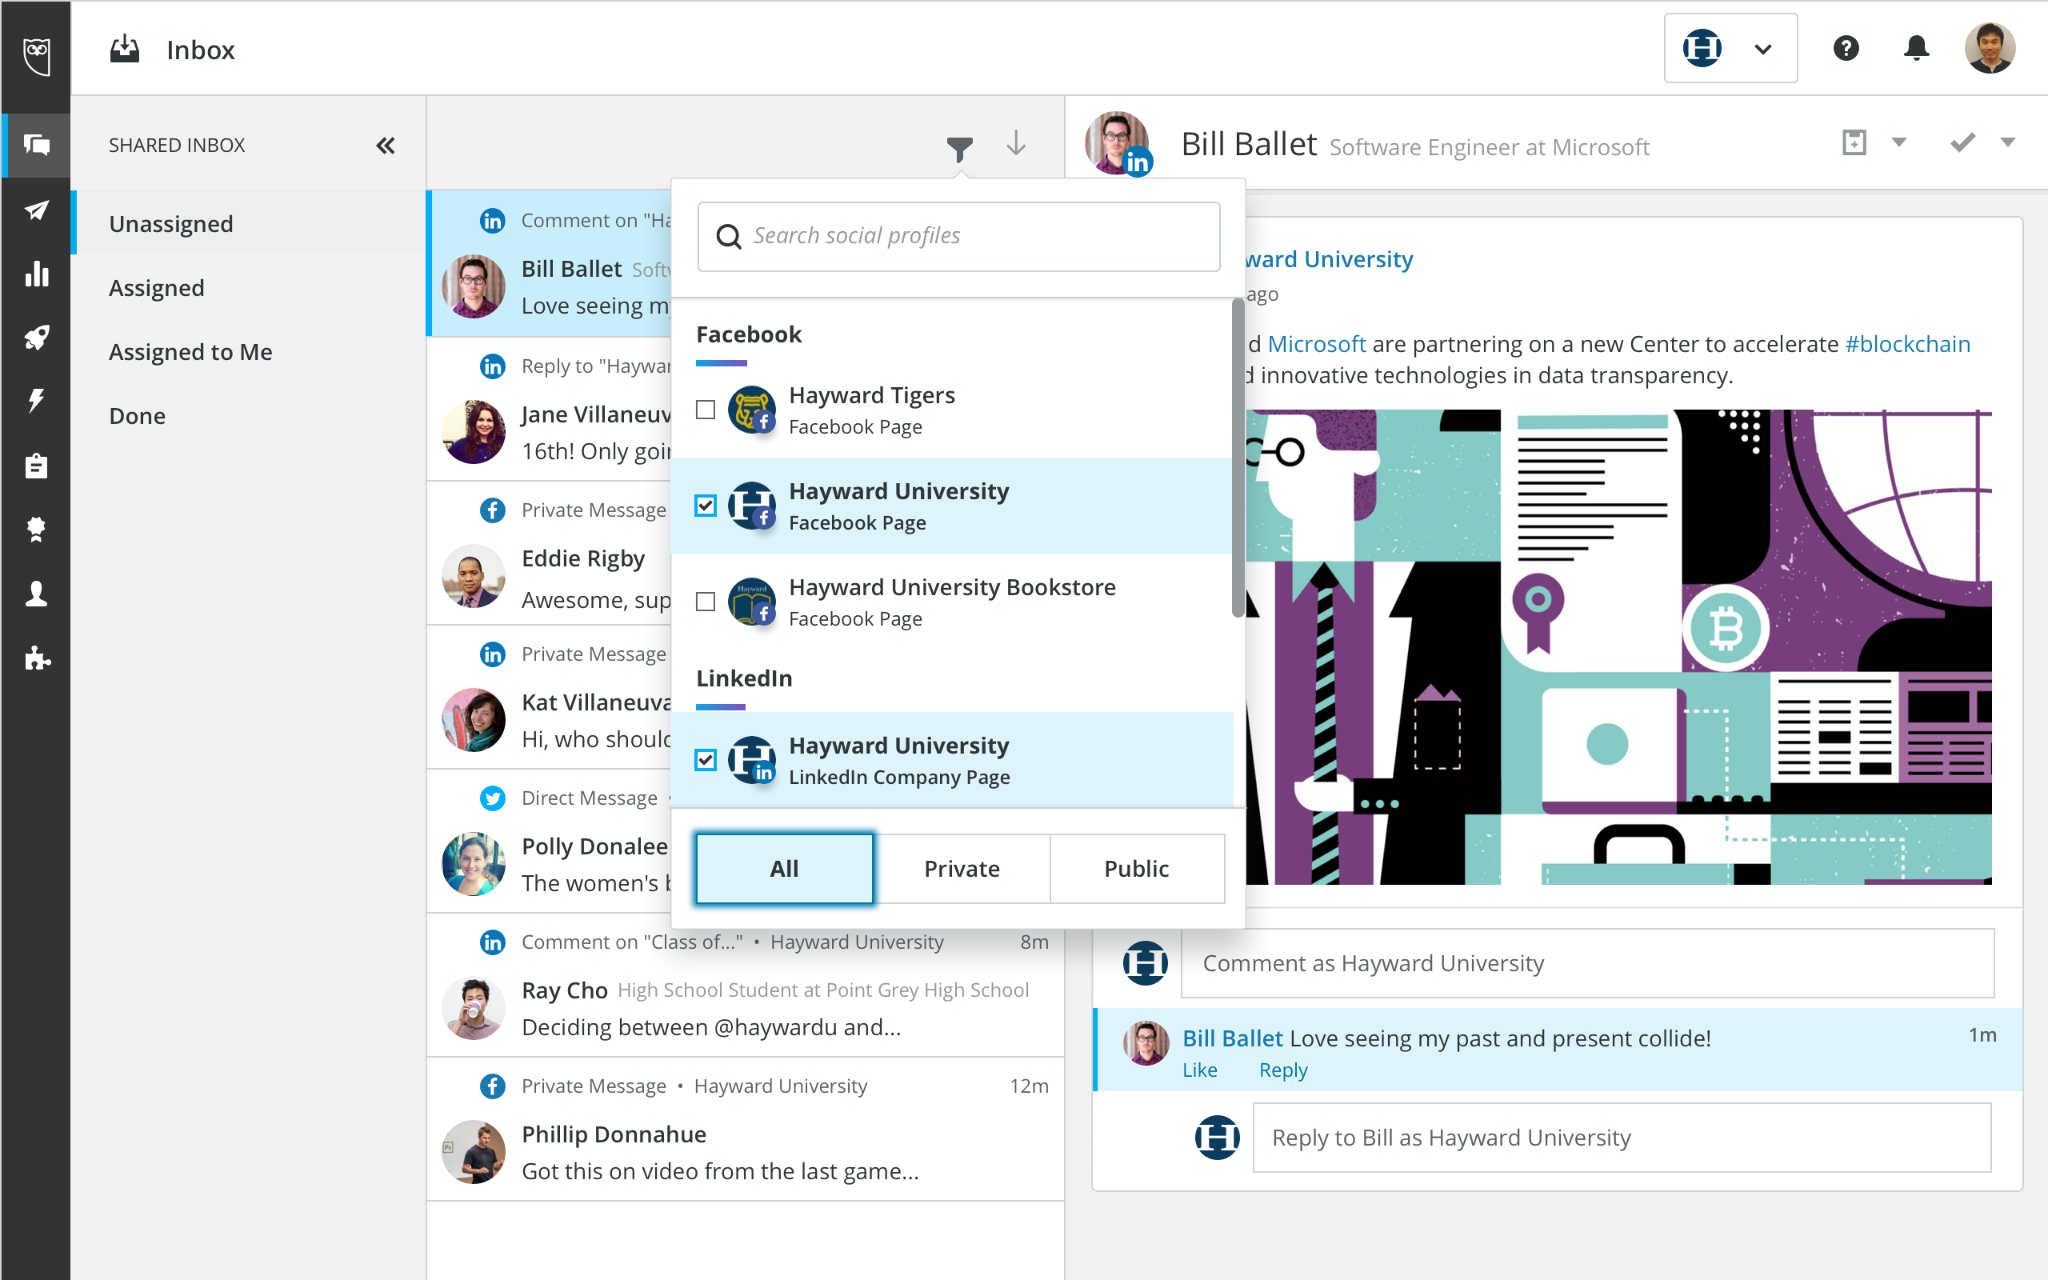 Inbox
SHARED INBOX
Unassigned
Assigned
Assigned to Me
Done
Comment on "Ha
Bill Ballet Softw
Love seeing my
Reply to "Haywar
Jane Villaneuv
16th! Only goin
Private Message
Eddie Rigby
Awesome, sup
Private Message
Kat Villaneuva
Hi, who should
Direct Message •
Polly Donalee
The women's b
Comment on "Class of..." • Hayward University 8m
Ray Cho High School Student at Point Grey High School
Deciding between @haywardu and...
Private Message • Hayward University 12m
Phillip Donnahue
Got this on video from the last game...
Search social profiles
Facebook
Hayward Tigers
Facebook Page
Hayward University
Facebook Page
Hayward University Bookstore
Facebook Page
LinkedIn
Hayward University
LinkedIn Company Page
All
Private
Public
Bill Ballet Software Engineer at Microsoft
ward University
ago
d Microsoft are partnering on a new Center to accelerate #blockchain
d innovative technologies in data transparency.
Comment as Hayward University
Bill Ballet Love seeing my past and present collide! 1m
Like Reply
Reply to Bill as Hayward University